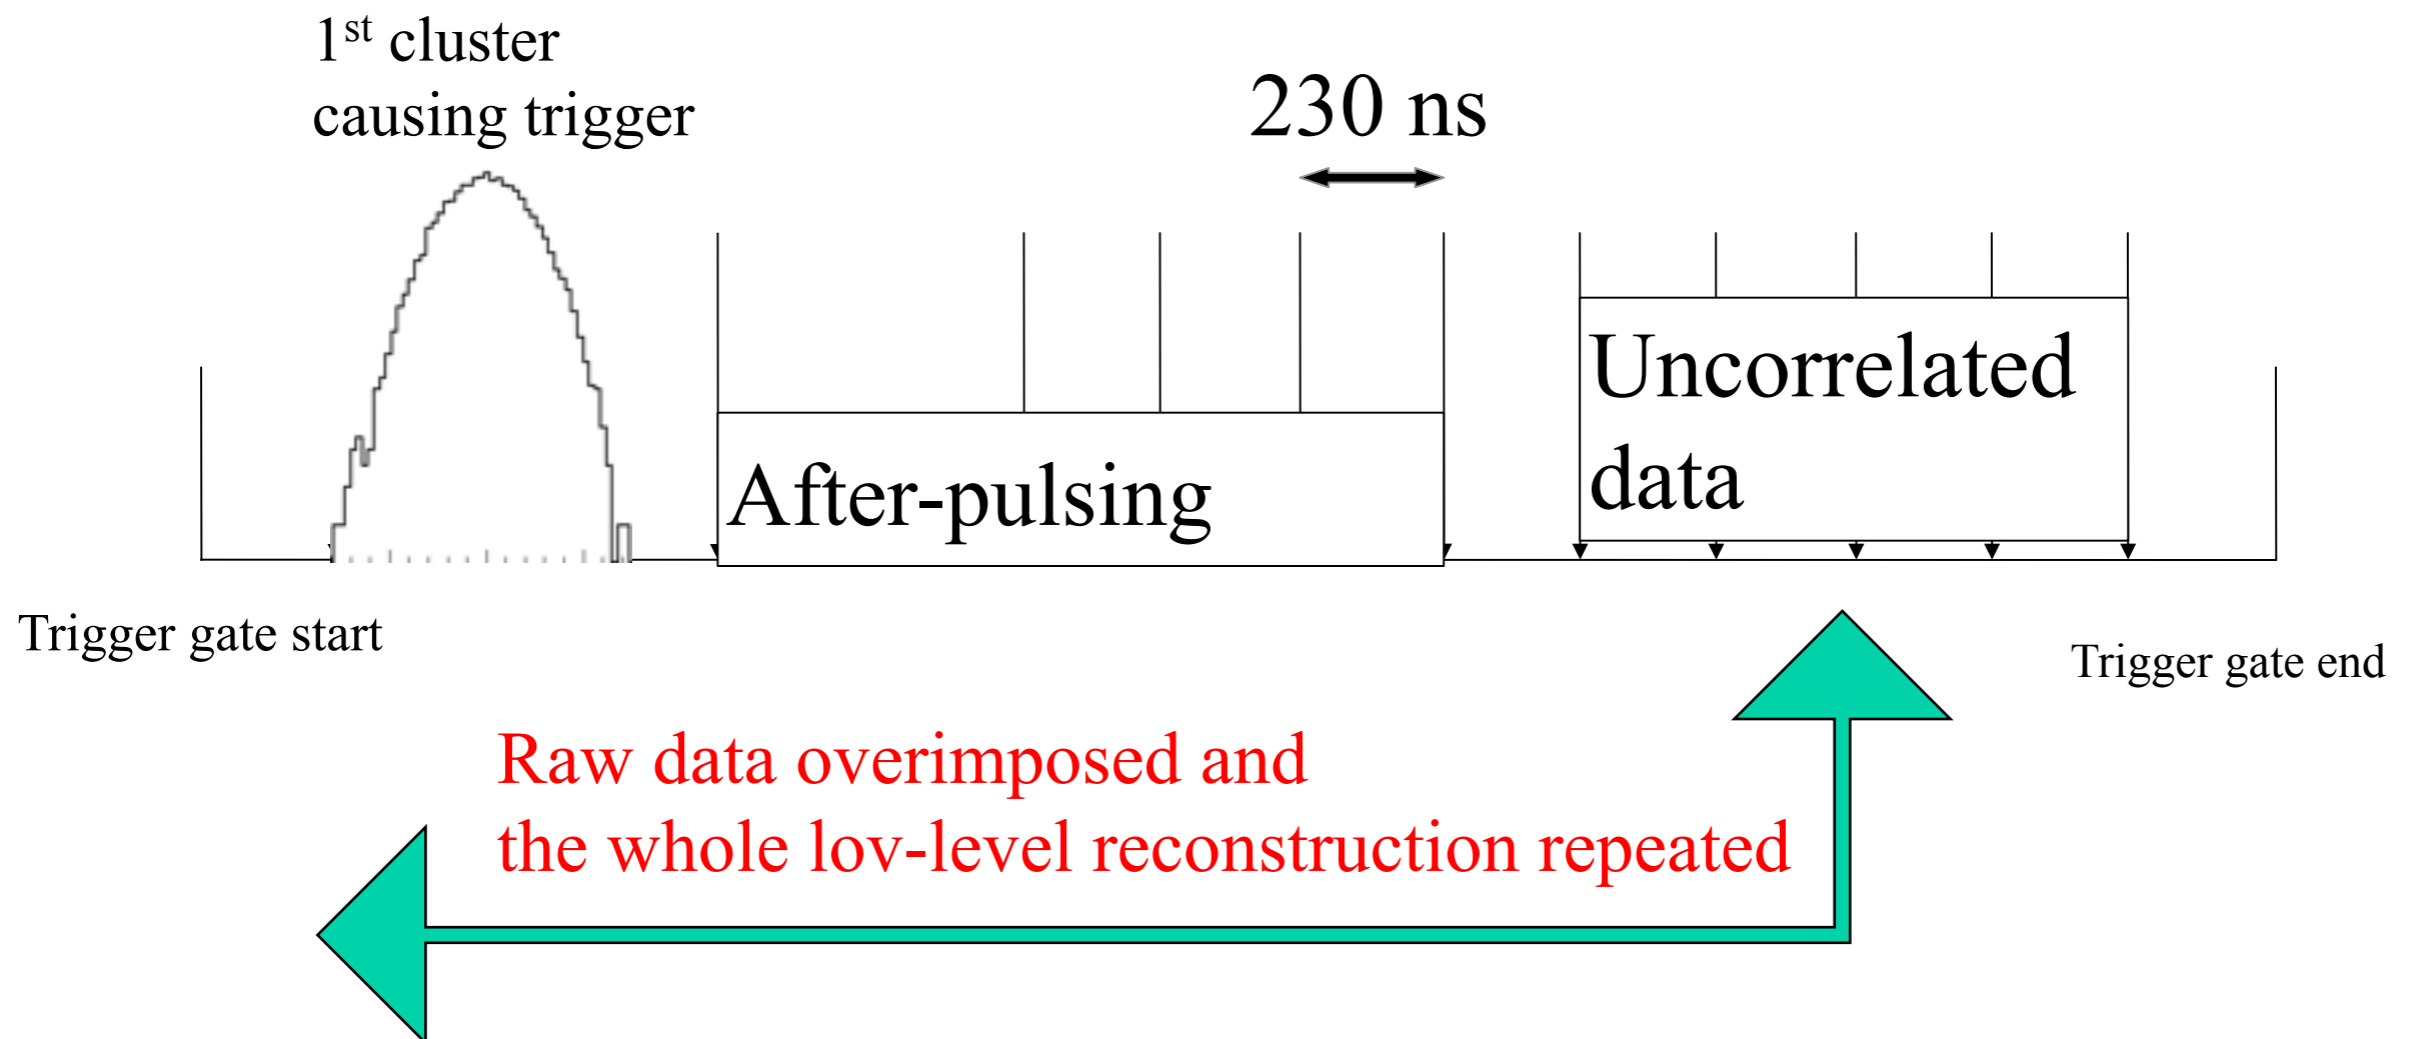 1st cluster
causing trigger
230 ns
Uncorrelated
data
After-pulsing
Trigger gate start
Trigger gate end
Raw data overimposed and
the whole lov-level reconstruction repeated